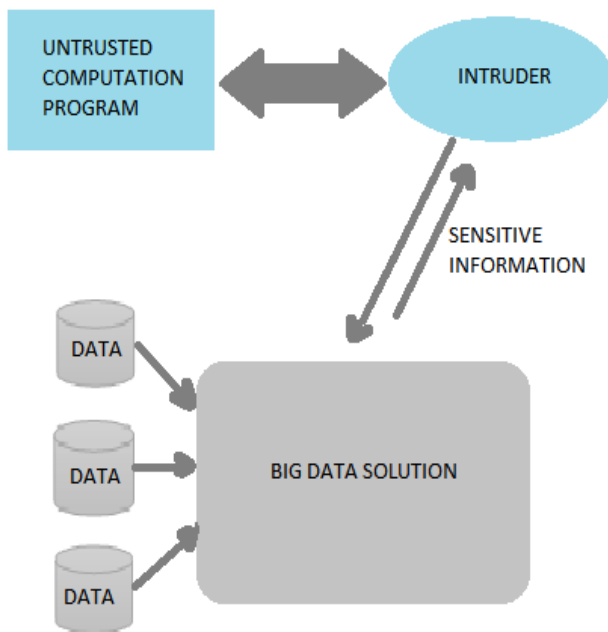 UNTRUSTED
COMPUTATION
PROGRAM
INTRUDER
SENSITIVE
INFORMATION
DATA
DATA
DATA
BIG DATA SOLUTION